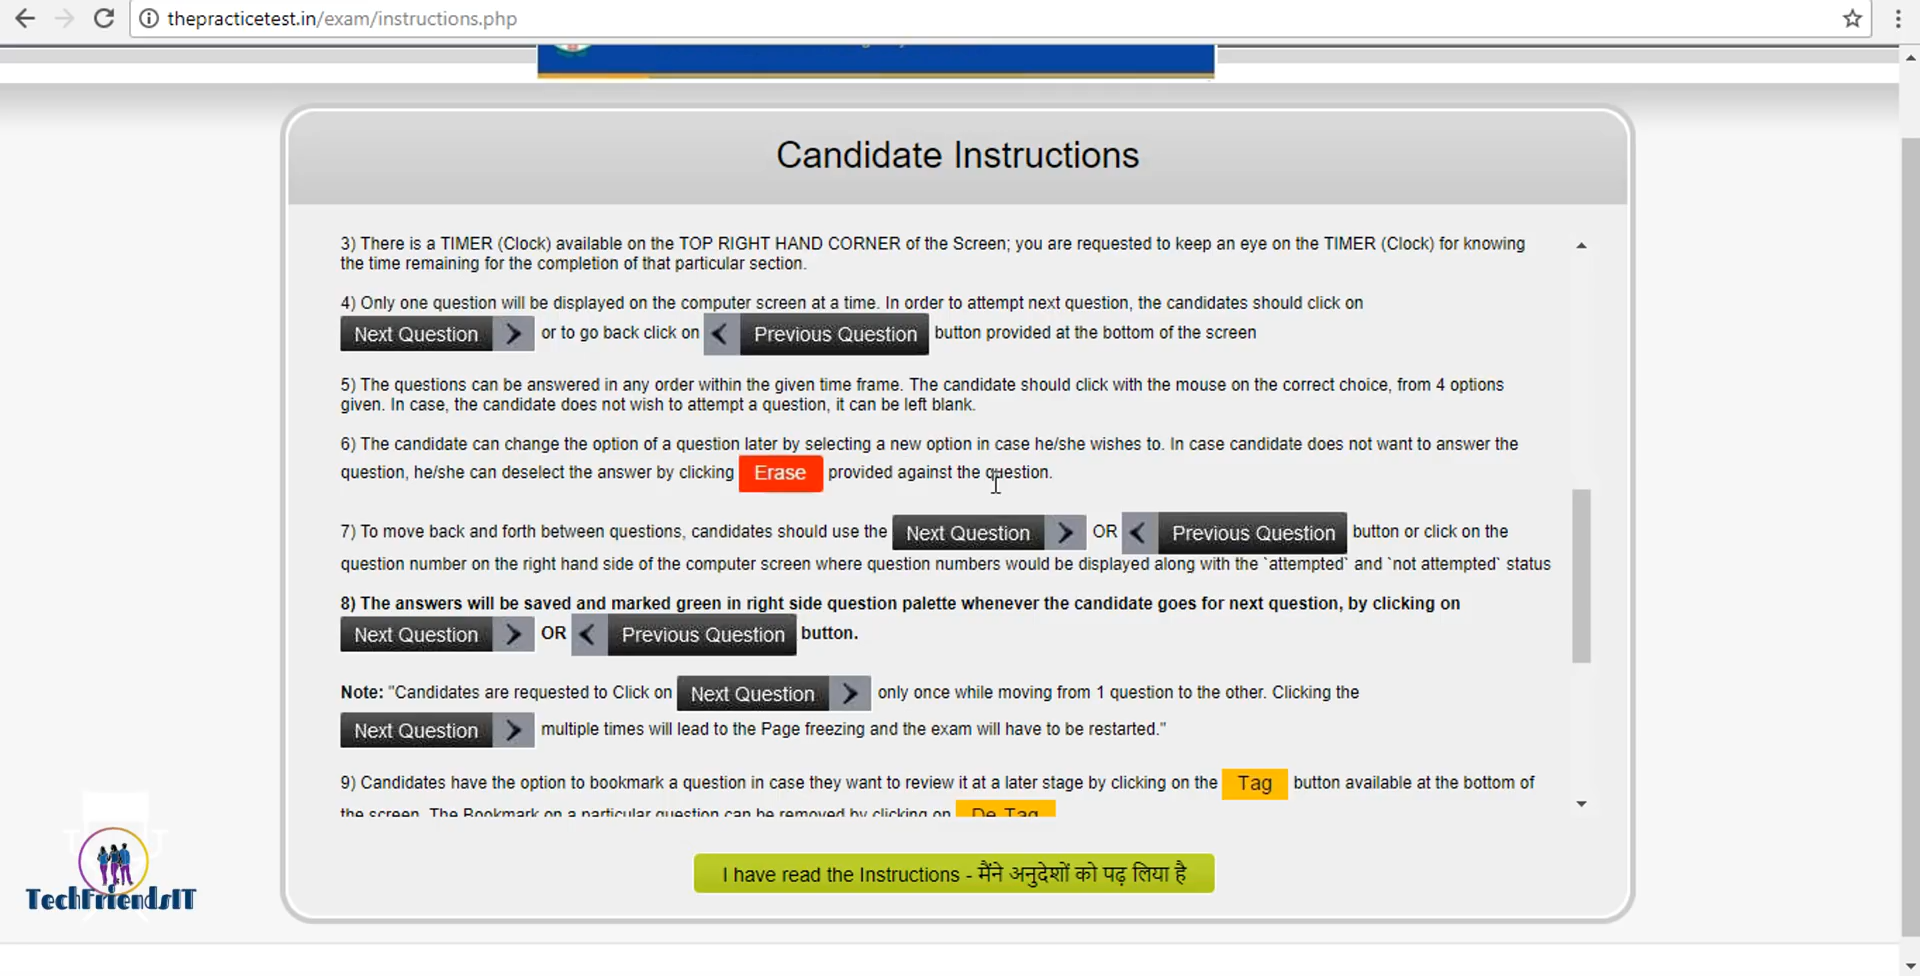 thepracticetest.in/exam/instructions.php
Candidate Instructions
3) There is a TIMER (Clock) available on the TOP RIGHT HAND CORNER of the Screen; you are requested to keep an eye on the TIMER (Clock) for knowing
the time remaining for the completion of that particular section.
4) Only one question will be displayed on the computer screen at a time. In order to attempt next question, the candidates should click on
Next Question > or to go back click on < Previous Question button provided at the bottom of the screen
5) The questions can be answered in any order within the given time frame. The candidate should click with the mouse on the correct choice, from 4 options
given. In case, the candidate does not wish to attempt a question, it can be left blank.
6) The candidate can change the option of a question later by selecting a new option in case he/she wishes to. In case candidate does not want to answer the
question, he/she can deselect the answer by clicking Erase provided against the question.
7) To move back and forth between questions, candidates should use the Next Question > OR < Previous Question button or click on the
question number on the right hand side of the computer screen where question numbers would be displayed along with the `attempted` and `not attempted` status
8) The answers will be saved and marked green in right side question palette whenever the candidate goes for next question, by clicking on
Next Question > OR < Previous Question button.
Note: "Candidates are requested to Click on Next Question > only once while moving from 1 question to the other. Clicking the
Next Question > multiple times will lead to the Page freezing and the exam will have to be restarted."
9) Candidates have the option to bookmark a question in case they want to review it at a later stage by clicking on the Tag button available at the bottom of
the screen. The Bookmark on a particular question can be removed by clicking on De Tag
I have read the Instructions - मैंने अनुदेशों को पढ़ लिया है
TechFriendsIT